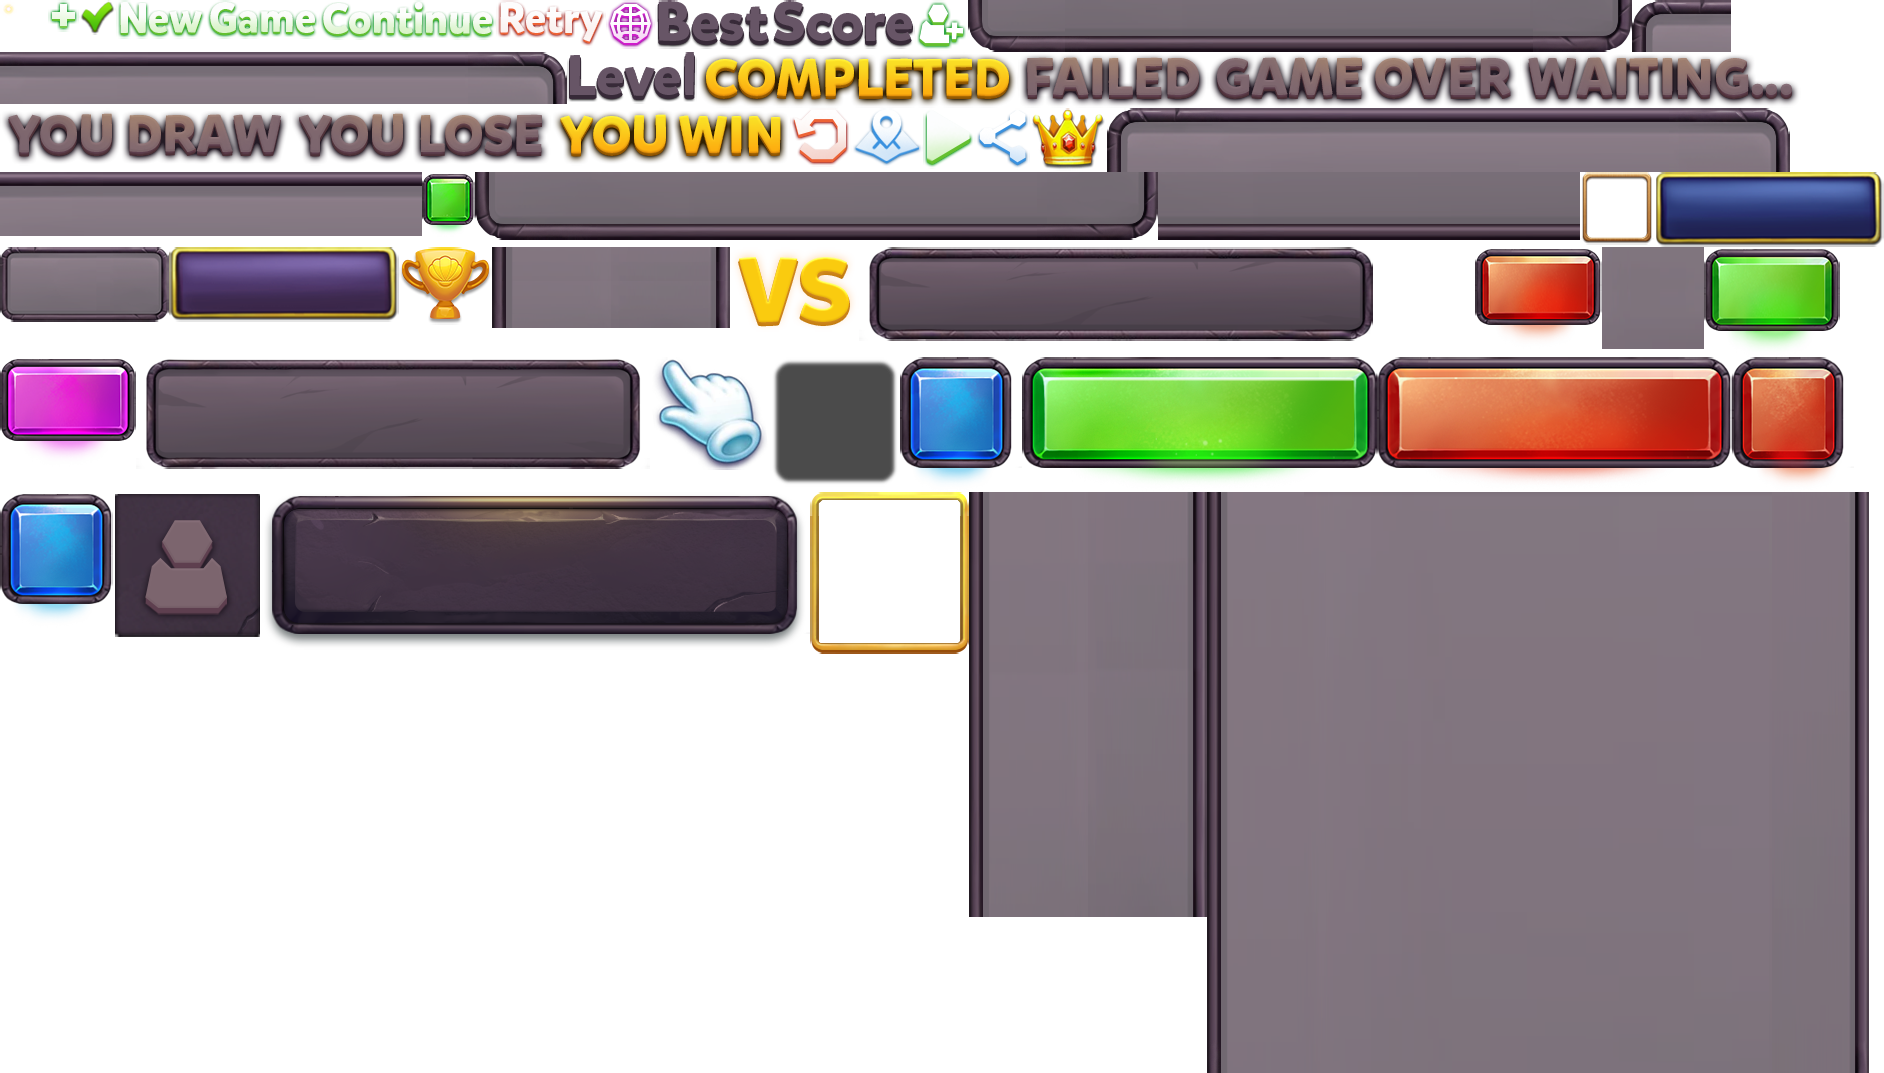 New Game Continue Retry Best Score
Level COMPLETED FAILED GAME OVER WAITING...
YOU DRAW YOU LOSE YOU WIN
VS